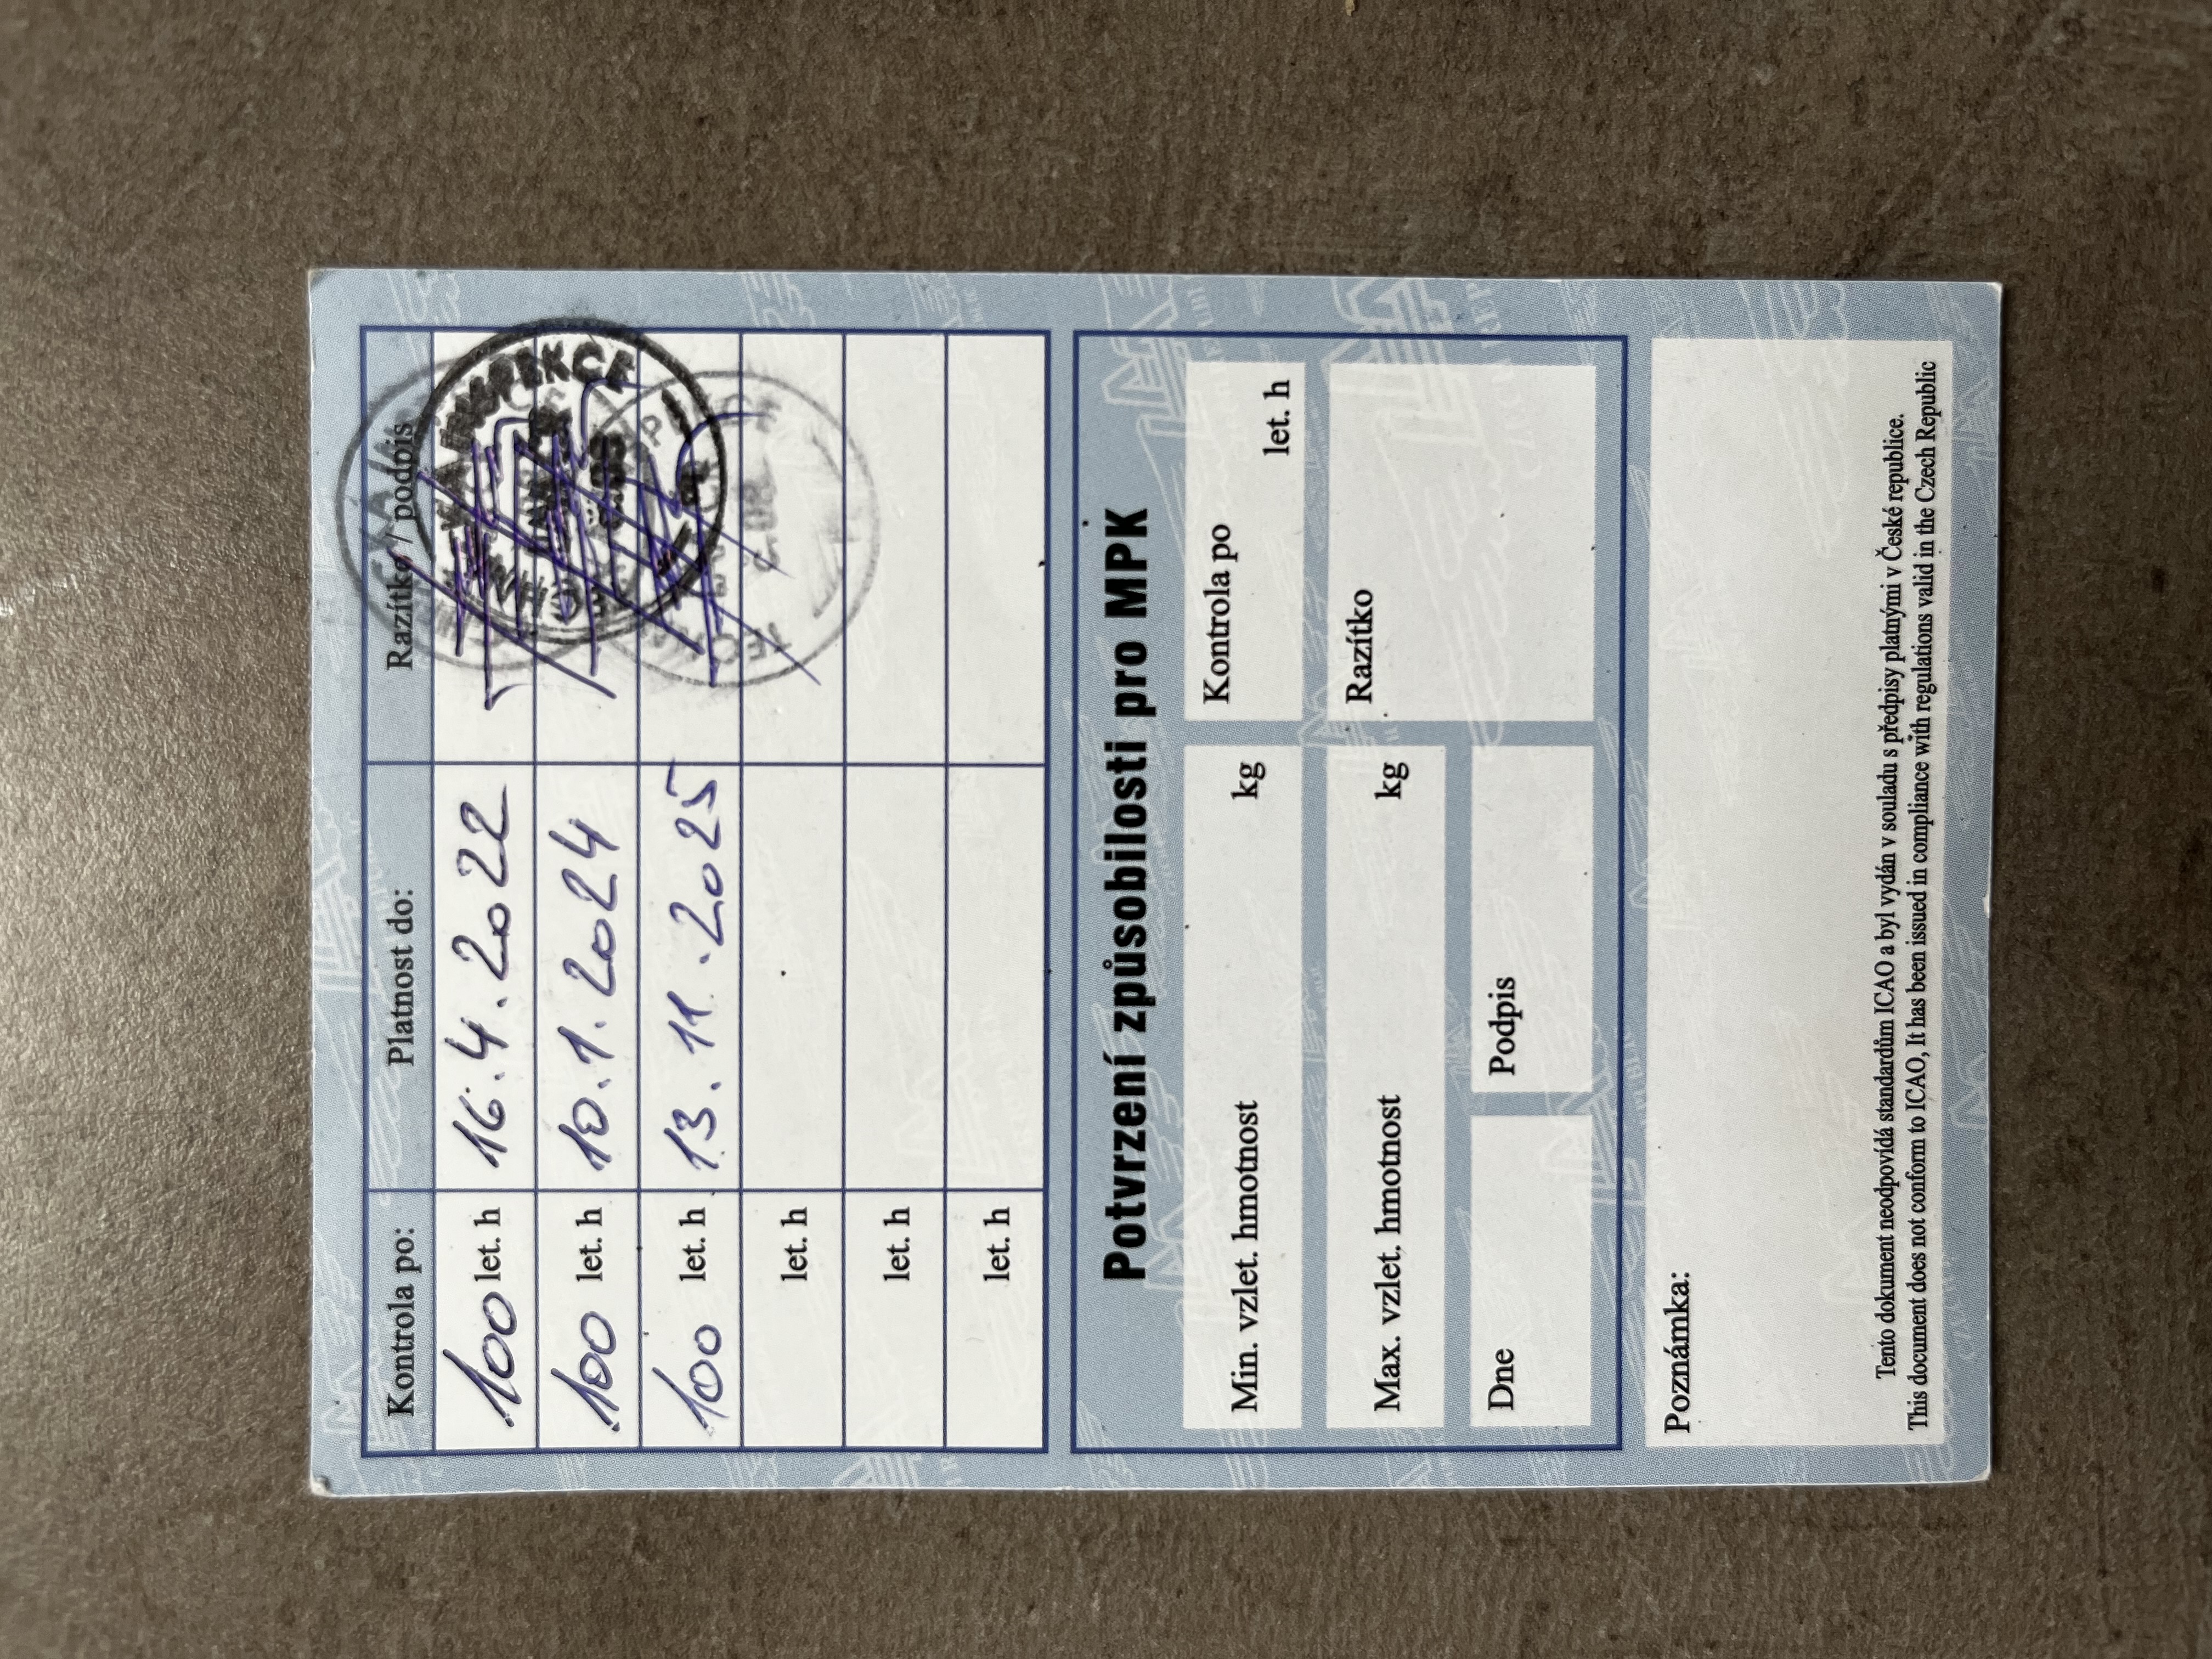 Kontrola po: Platnost do: Razítko / podpis
100 let. h 16.4.2022
100 let. h 10.1.2024
100 let. h 13.11.2025
let. h
let. h
let. h
Potvrzení způsobilosti pro MPK
Min. vzlet. hmotnost kg Kontrola po let. h
Max. vzlet. hmotnost kg Razítko
Dne Podpis
Poznámka:
Tento dokument neodpovídá standardům ICAO a byl vydán v souladu s předpisy platnými v České republice.
This document does not conform to ICAO, It has been issued in compliance with regulations valid in the Czech Republic